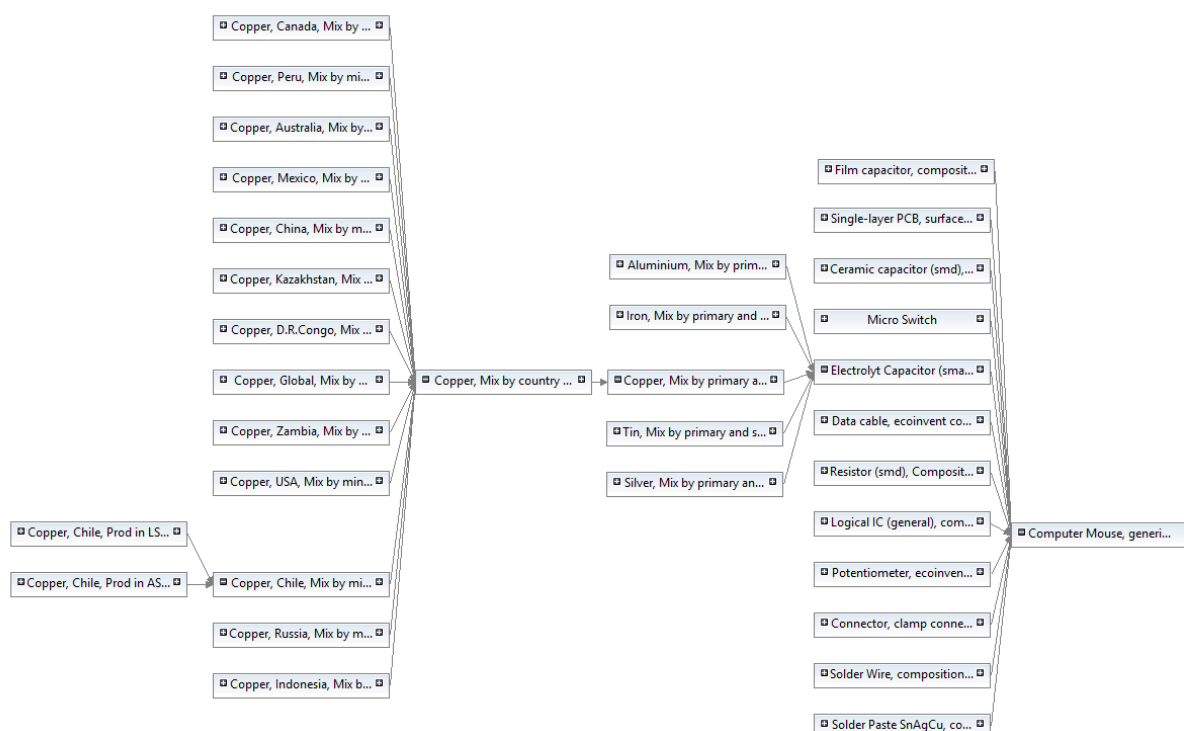 Copper, Canada, Mix by ...
Copper, Peru, Mix by mi...
Copper, Australia, Mix by...
Copper, Mexico, Mix by ...
Copper, China, Mix by m...
Copper, Kazakhstan, Mix ...
Copper, D.R.Congo, Mix ...
Copper, Global, Mix by ...
Copper, Zambia, Mix by ...
Copper, USA, Mix by min...
Copper, Chile, Prod in LS...
Copper, Chile, Prod in AS...
Copper, Chile, Mix by mi...
Copper, Russia, Mix by m...
Copper, Indonesia, Mix b...
Copper, Mix by country ...
Aluminium, Mix by prim...
Iron, Mix by primary and ...
Copper, Mix by primary a...
Tin, Mix by primary and s...
Silver, Mix by primary an...
Film capacitor, composit...
Single-layer PCB, surface...
Ceramic capacitor (smd),...
Micro Switch
Electrolyt Capacitor (sma...
Data cable, ecoinvent co...
Resistor (smd), Composit...
Logical IC (general), com...
Potentiometer, ecoinven...
Connector, clamp conne...
Solder Wire, composition...
Solder Paste SnAgCu, co...
Computer Mouse, generi...